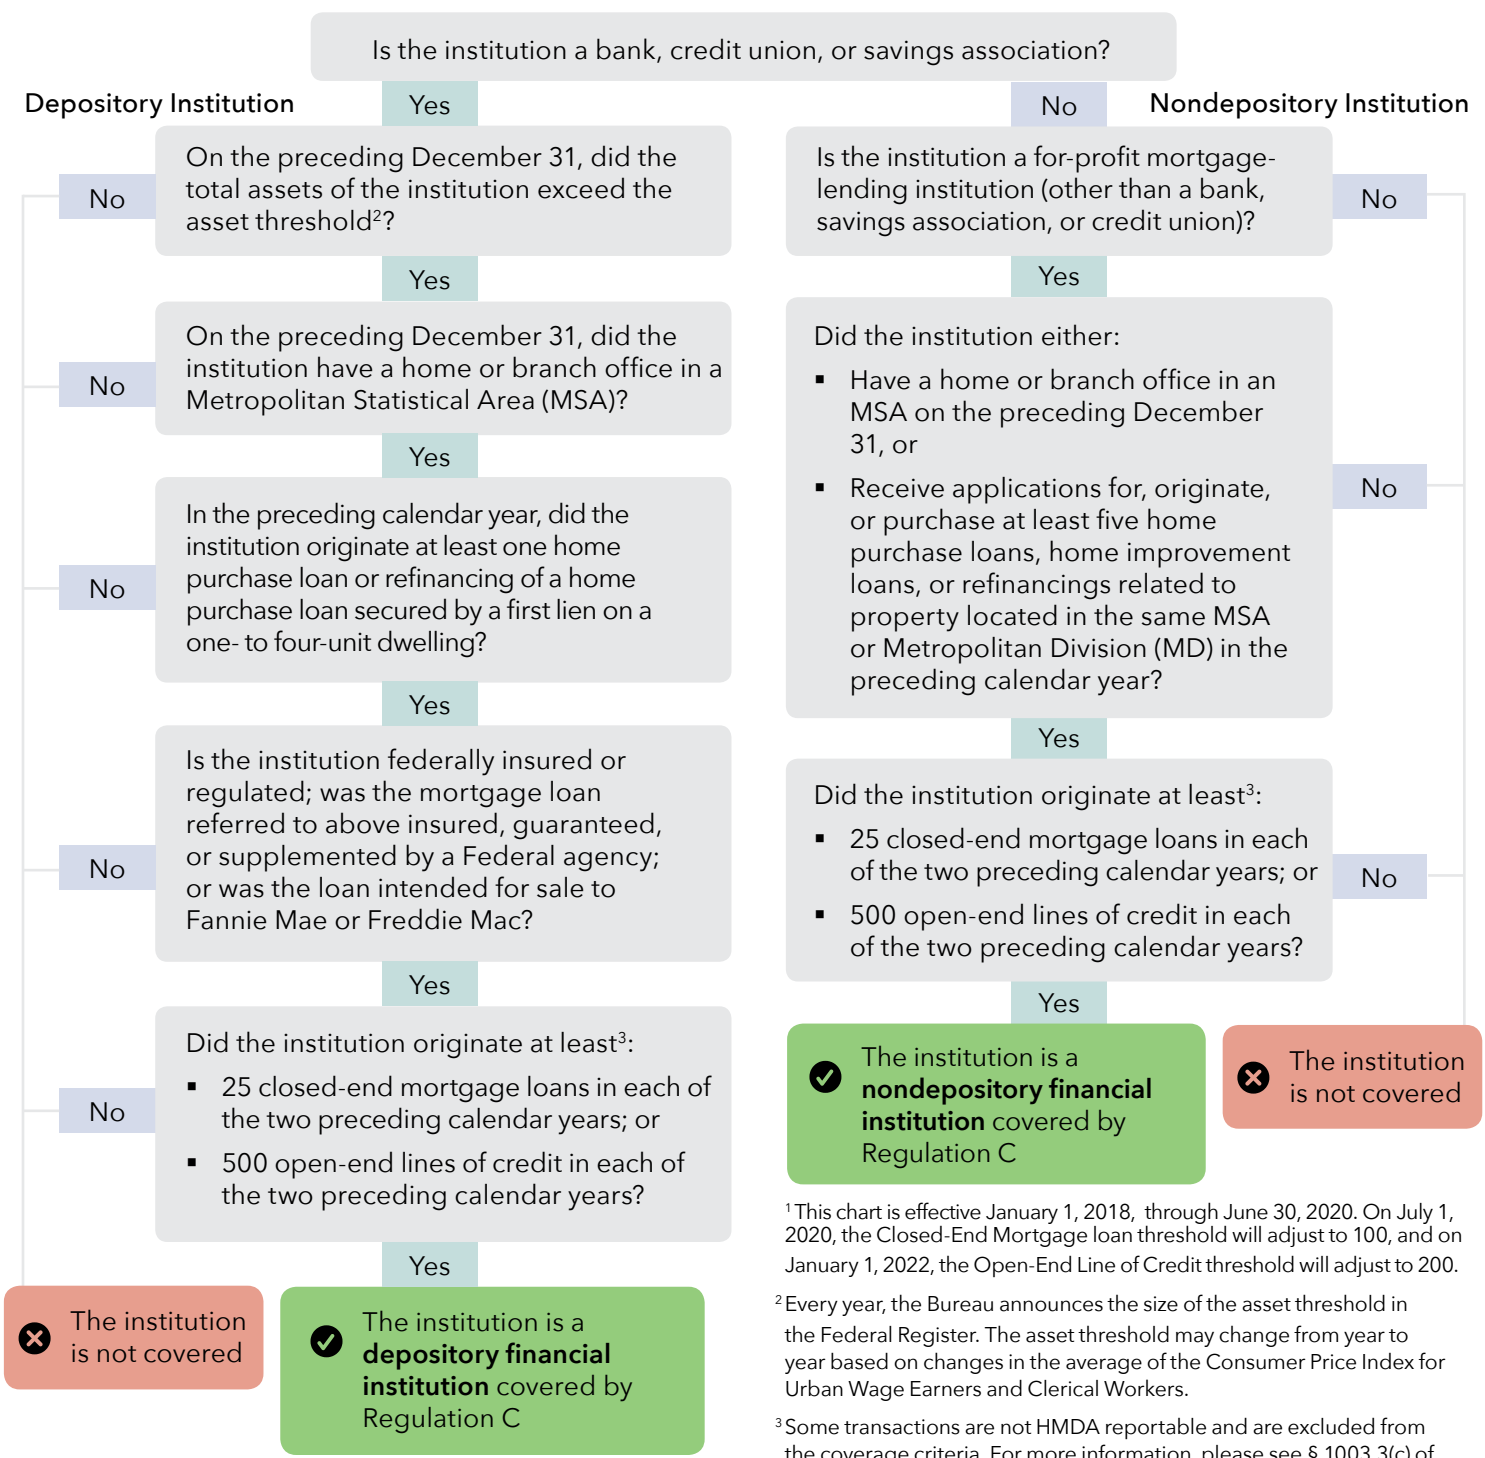 Is the institution a bank, credit union, or savings association?
Depository Institution
Yes
On the preceding December 31, did the
total assets of the institution exceed the
asset threshold²?
No
Yes
On the preceding December 31, did the
institution have a home or branch office in a
Metropolitan Statistical Area (MSA)?
No
Yes
In the preceding calendar year, did the
institution originate at least one home
purchase loan or refinancing of a home
purchase loan secured by a first lien on a
one- to four-unit dwelling?
No
Yes
Is the institution federally insured or
regulated; was the mortgage loan
referred to above insured, guaranteed,
or supplemented by a Federal agency;
or was the loan intended for sale to
Fannie Mae or Freddie Mac?
No
Yes
Did the institution originate at least³:
▪ 25 closed-end mortgage loans in each of
the two preceding calendar years; or
▪ 500 open-end lines of credit in each of
the two preceding calendar years?
No
Yes
The institution
is not covered
The institution is a
depository financial
institution covered by
Regulation C
No
Nondepository Institution
Is the institution a for-profit mortgage-
lending institution (other than a bank,
savings association, or credit union)?
No
Yes
Did the institution either:
▪ Have a home or branch office in an
MSA on the preceding December
31, or
▪ Receive applications for, originate,
or purchase at least five home
purchase loans, home improvement
loans, or refinancings related to
property located in the same MSA
or Metropolitan Division (MD) in the
preceding calendar year?
No
Yes
Did the institution originate at least³:
▪ 25 closed-end mortgage loans in each
of the two preceding calendar years; or
▪ 500 open-end lines of credit in each
of the two preceding calendar years?
No
Yes
The institution is a
nondepository financial
institution covered by
Regulation C
The institution
is not covered
¹ This chart is effective January 1, 2018, through June 30, 2020. On July 1,
2020, the Closed-End Mortgage loan threshold will adjust to 100, and on
January 1, 2022, the Open-End Line of Credit threshold will adjust to 200.
² Every year, the Bureau announces the size of the asset threshold in
the Federal Register. The asset threshold may change from year to
year based on changes in the average of the Consumer Price Index for
Urban Wage Earners and Clerical Workers.
³ Some transactions are not HMDA reportable and are excluded from
the coverage criteria. For more information, please see § 1003.3(c) of